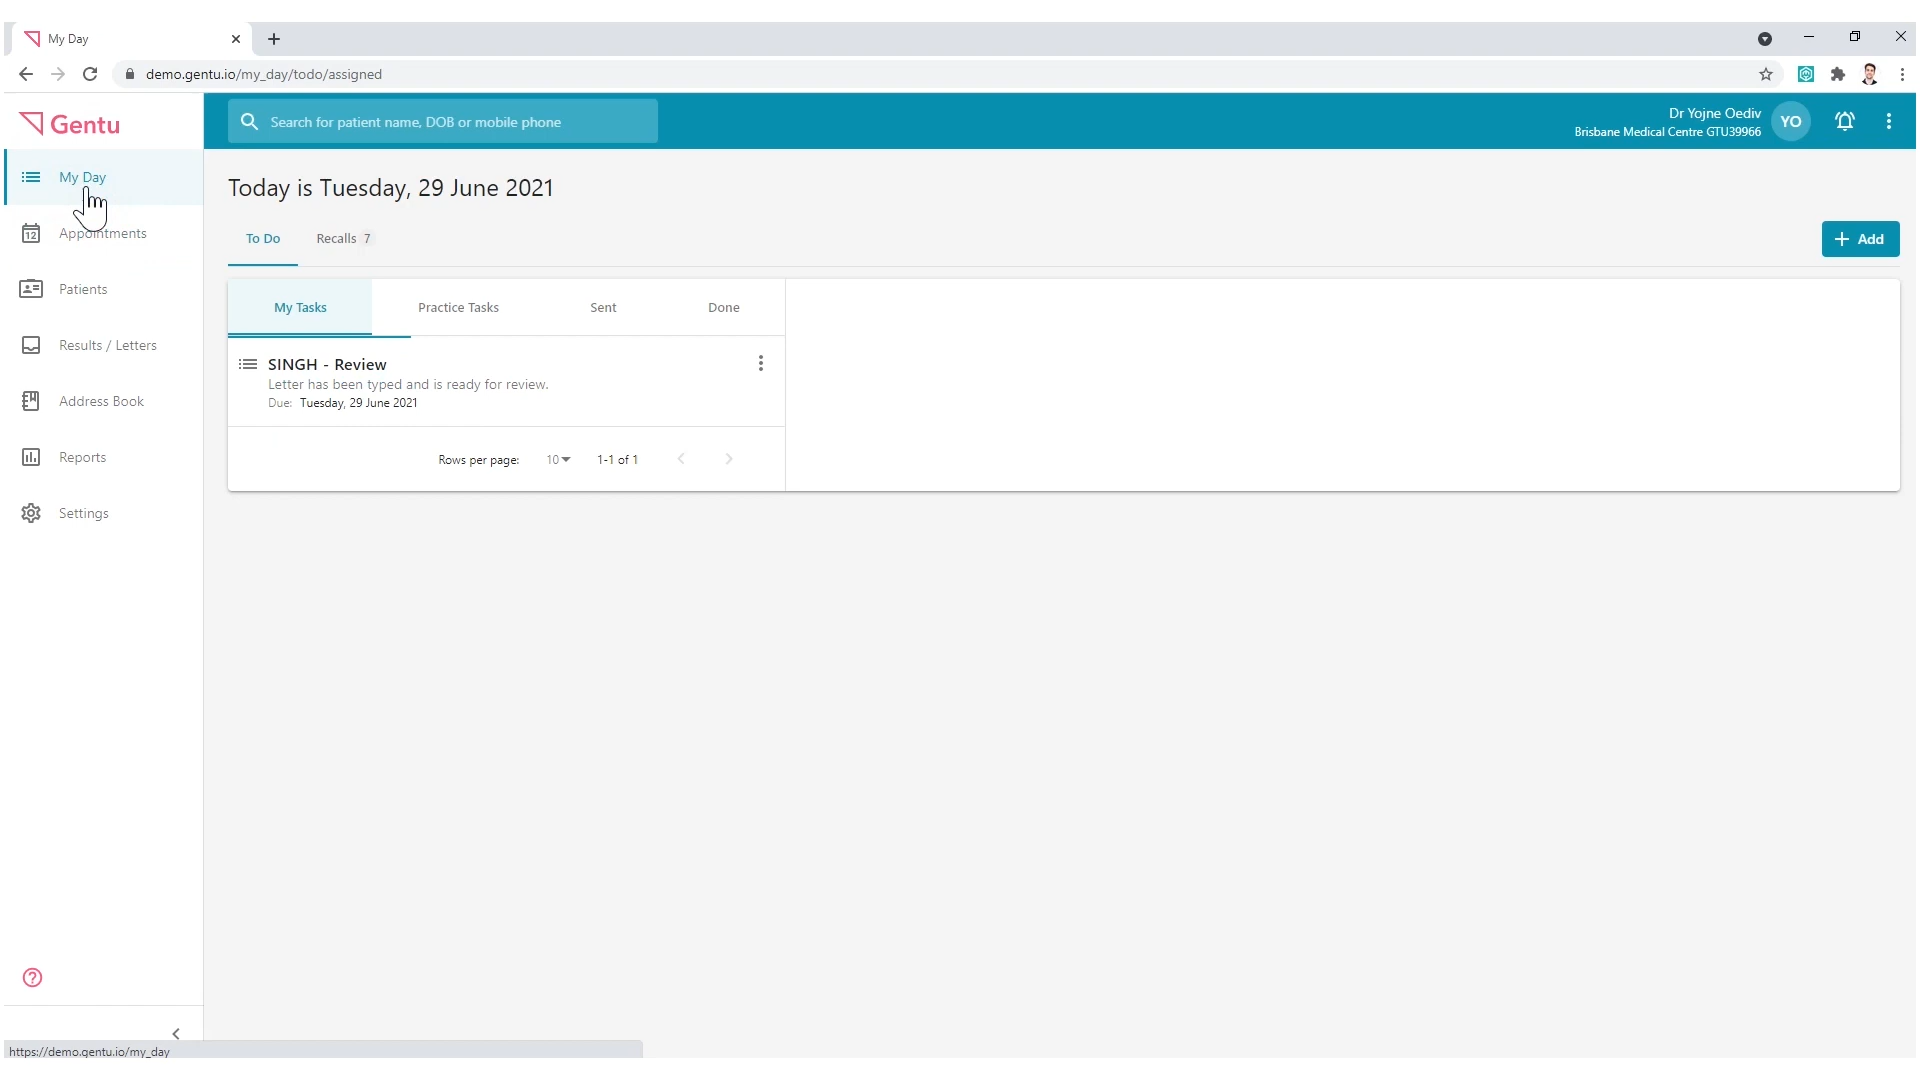 My Day
demo.gentu.io/my_day/todo/assigned
Gentu
Search for patient name, DOB or mobile phone
Dr Yojne Oediv
Brisbane Medical Centre GTU39966
YO
My Day
12 Appointments
Patients
Results / Letters
Address Book
Reports
Settings
Today is Tuesday, 29 June 2021
To Do
Recalls 7
+ Add
My Tasks
Practice Tasks
Sent
Done
SINGH - Review
Letter has been typed and is ready for review.
Due: Tuesday, 29 June 2021
Rows per page: 10 1-1 of 1
https://demo.gentu.io/my_day